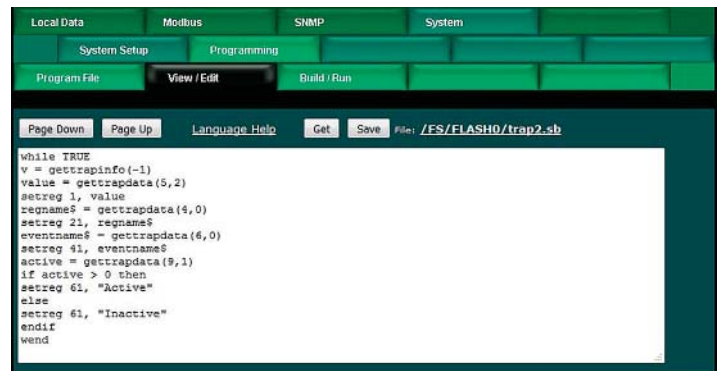 Local Data Modbus SNMP System
System Setup Programming
Program File View / Edit Build / Run
Page Down Page Up Language Help Get Save File: /FS/FLASH0/trap2.sb
while TRUE
v = gettrapinfo(-1)
value = gettrapdata(5,2)
setreg 1, value
regname$ = gettrapdata(4,0)
setreg 21, regname$
eventname$ = gettrapdata(6,0)
setreg 41, eventname$
active = gettrapdata(9,1)
if active > 0 then
setreg 61, "Active"
else
setreg 61, "Inactive"
endif
wend